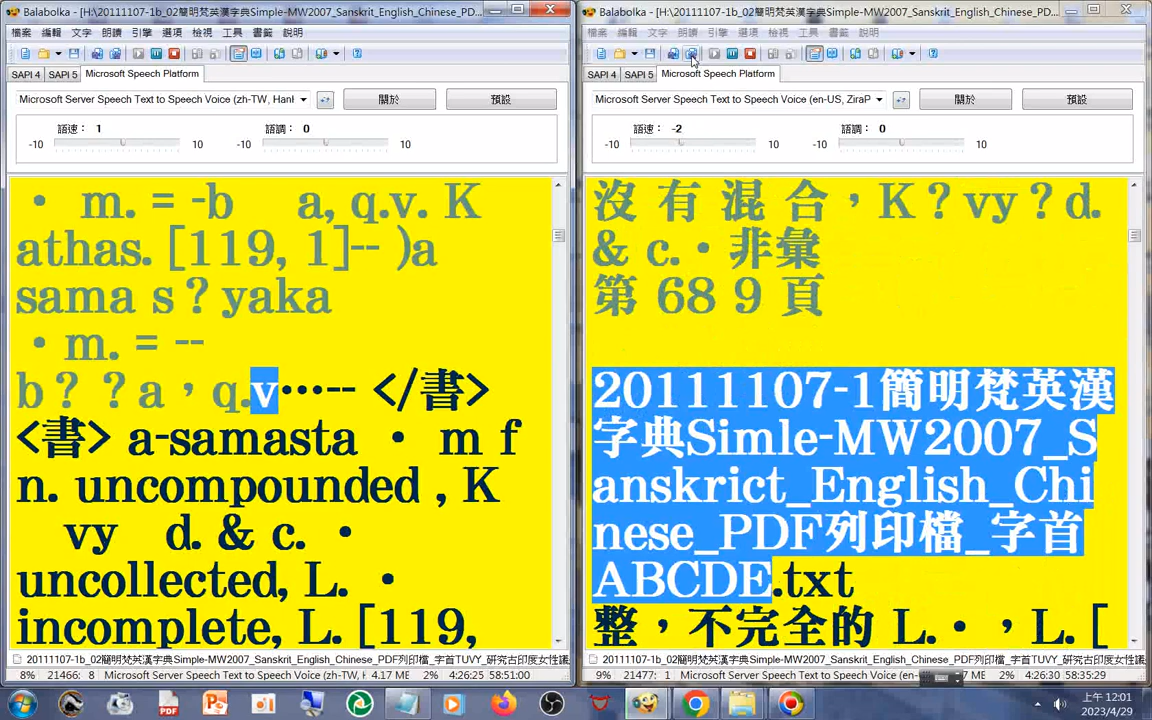 Balabolka - [H:\20111107-1b_02簡明梵英漢字典Simple-MW2007_Sanskrit_English_Chinese_PD...
檔案 編輯 文字 朗讀 引擎 選項 檢視 工具 書籤 說明
SAPI 4 SAPI 5 Microsoft Speech Platform
Microsoft Server Speech Text to Speech Voice (zh-TW, HanH 關於 預設
語速： 1 語調： 0
-10 10 -10 10
• m. = -b a, q.v. K
athas. [119, 1]-- )a
sama s？yaka
•m. = --
b？ ？a，q.v…-- </書>
<書> a-samasta • m f
n. uncompounded , K
vy d. & c. •
uncollected, L. •
incomplete, L. [119,
20111107-1b_02簡明梵英漢字典Simple-MW2007_Sanskrit_English_Chinese_PDF列印檔_字首TUVY_研究古印度女性議
8% 21466: 8 Microsoft Server Speech Text to Speech Voice (zh-TW, H 4.17 ME 2% 4:26:25 58:51:00
Balabolka - [H:\20111107-1b_02簡明梵英漢字典Simple-MW2007_Sanskrit_English_Chinese_PD...
檔案 編輯 文字 朗讀 引擎 選項 檢視 工具 書籤 說明
SAPI 4 SAPI 5 Microsoft Speech Platform
Microsoft Server Speech Text to Speech Voice (en-US, ZiraP 關於 預設
語速： -2 語調： 0
-10 10 -10 10
沒 有 混 合，K？vy？d.
& c.•非彙
第 68 9 頁
20111107-1簡明梵英漢
字典Simle-MW2007_S
anskrict_English_Chi
nese_PDF列印檔_字首
ABCDE.txt
整，不完全的 L.•，L. [
20111107-1b_02簡明梵英漢字典Simple-MW2007_Sanskrit_English_Chinese_PDF列印檔_字首TUVY_研究古印度女性議
9% 21477: 1 Microsoft Server Speech Text to Speech Voice (en-US 4.17 ME 2% 4:26:30 58:35:29
上午 12:01
2023/4/29